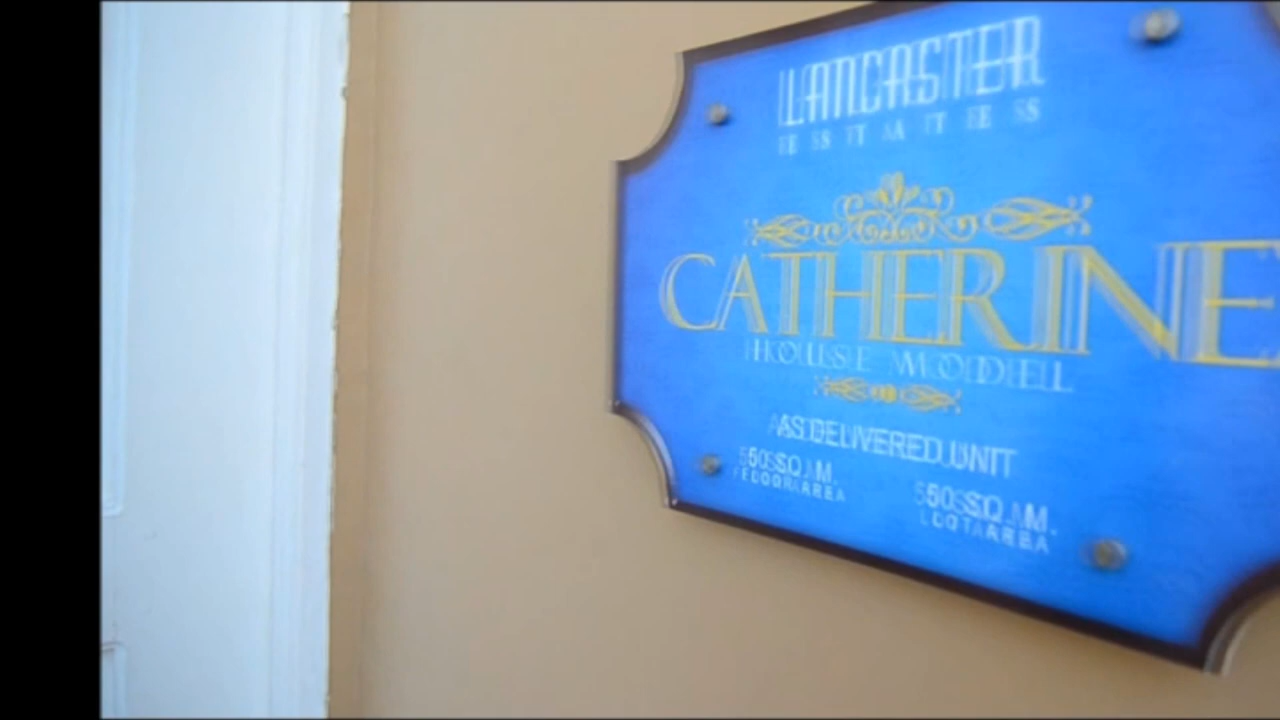 LANCASTER
ESTATES
CATHERINE
HOUSE MODEL
AS DELIVERED UNIT
50 SQ. M.
FLOOR AREA
50 SQ. M.
LOT AREA